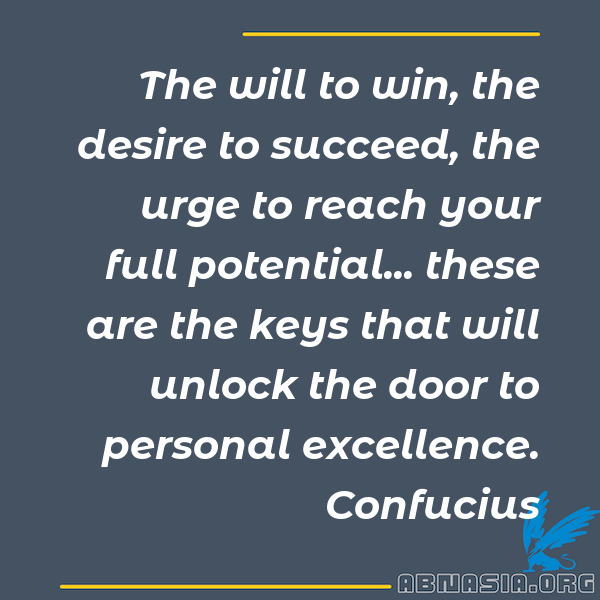 The will to win, the
desire to succeed, the
urge to reach your
full potential... these
are the keys that will
unlock the door to
personal excellence.
Confucius
ABNASIA.ORG